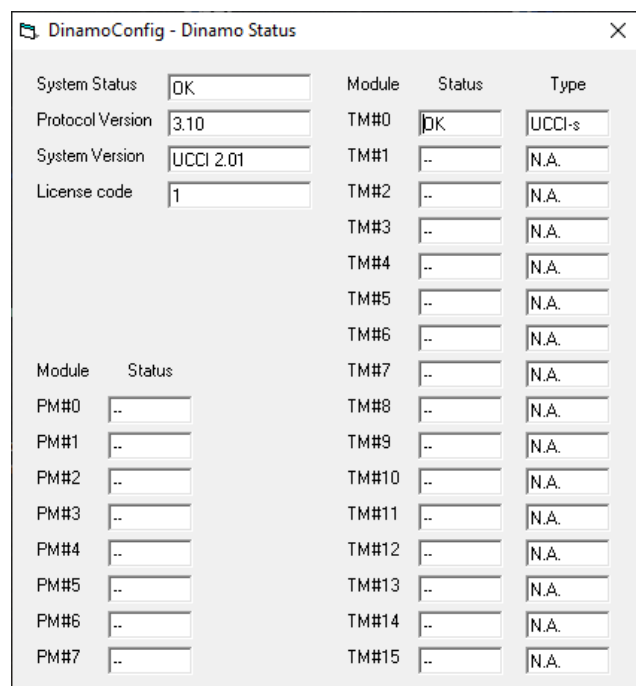 DinamoConfig - Dinamo Status
System Status OK
Protocol Version 3.10
System Version UCCI 2.01
License code 1
Module Status
PM#0 --
PM#1 --
PM#2 --
PM#3 --
PM#4 --
PM#5 --
PM#6 --
PM#7 --
Module Status Type
TM#0 OK UCCI-s
TM#1 -- N.A.
TM#2 -- N.A.
TM#3 -- N.A.
TM#4 -- N.A.
TM#5 -- N.A.
TM#6 -- N.A.
TM#7 -- N.A.
TM#8 -- N.A.
TM#9 -- N.A.
TM#10 -- N.A.
TM#11 -- N.A.
TM#12 -- N.A.
TM#13 -- N.A.
TM#14 -- N.A.
TM#15 -- N.A.